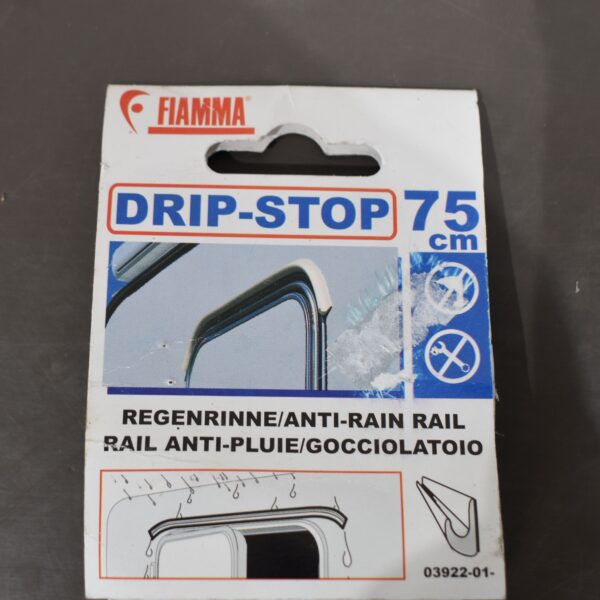 FIAMMA®
DRIP-STOP 75
cm
REGENRINNE/ANTI-RAIN RAIL
RAIL ANTI-PLUIE/GOCCIOLATOIO
03922-01-